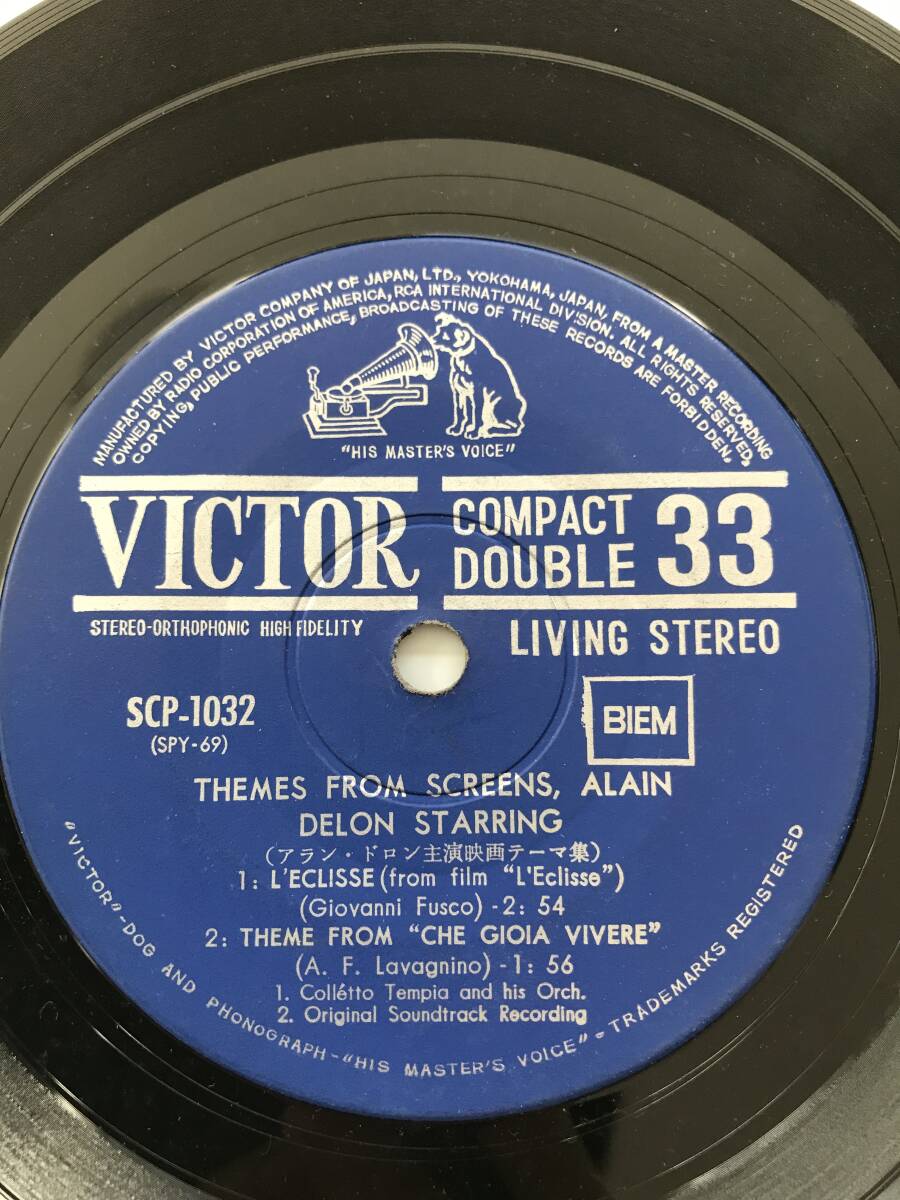 MANUFACTURED BY VICTOR COMPANY OF JAPAN, LTD., YOKOHAMA, JAPAN, FROM A MASTER RECORDING
OWNED BY RADIO CORPORATION OF AMERICA, RCA INTERNATIONAL DIVISION. ALL RIGHTS RESERVED,
COPYING, PUBLIC PERFORMANCE, BROADCASTING OF THESE RECORDS ARE FORBIDDEN.
"HIS MASTER'S VOICE"
VICTOR
COMPACT
DOUBLE 33
STEREO-ORTHOPHONIC HIGH FIDELITY
LIVING STEREO
SCP-1032
(SPY-69)
BIEM
THEMES FROM SCREENS, ALAIN
DELON STARRING
(アラン・ドロン主演映画テーマ集)
1: L'ECLISSE (from film "L'Eclisse")
(Giovanni Fusco) -2: 54
2: THEME FROM "CHE GIOIA VIVERE"
(A. F. Lavagnino) -1: 56
1. Collétto Tempia and his Orch.
2. Original Soundtrack Recording
"VICTOR"-DOG AND PHONOGRAPH-"HIS MASTER'S VOICE"-TRADEMARKS REGISTERED